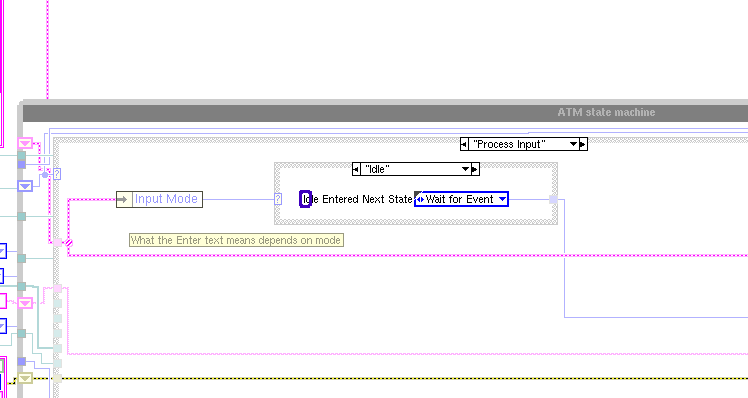 ATM state machine
"Process Input"
"Idle"
Input Mode
Idle Entered Next State
Wait for Event
What the Enter text means depends on mode
?
?